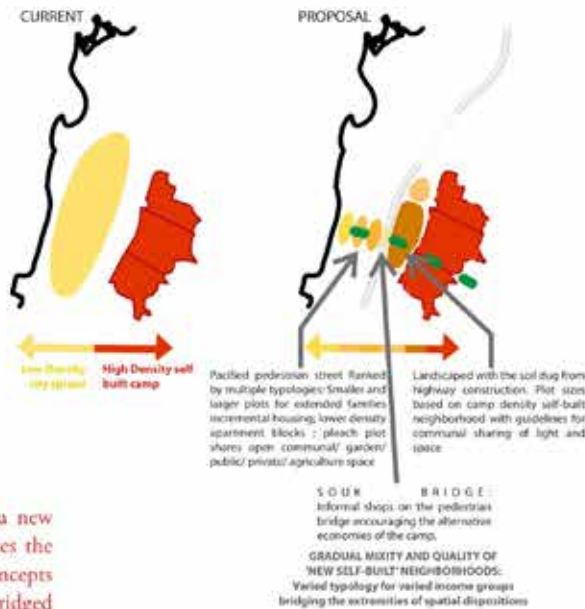 CURRENT
PROPOSAL
Low Density
city sprawl
High Density self
built camp
Pacified pedestrian street flanked
by multiple typologies: Smaller and
larger plots for extended families
incremental housing; lower density
apartment blocks ; pleach plot
shares open communal/ garden/
public/ private/ agriculture space
Landscaped with the soil dug from
highway construction. Plot sizes
based on camp density self-built
neighborhood with guidelines for
communal sharing of light and
space
SOUK BRIDGE:
Informal shops on the pedestrian
bridge encouraging the alternative
economies of the camp.
GRADUAL MIXITY AND QUALITY OF
'NEW SELF-BUILT' NEIGHBORHOODS:
Varied typology for varied income groups
bridging the extremities of spatial dispositions
a new
es the
ncepts
ridged